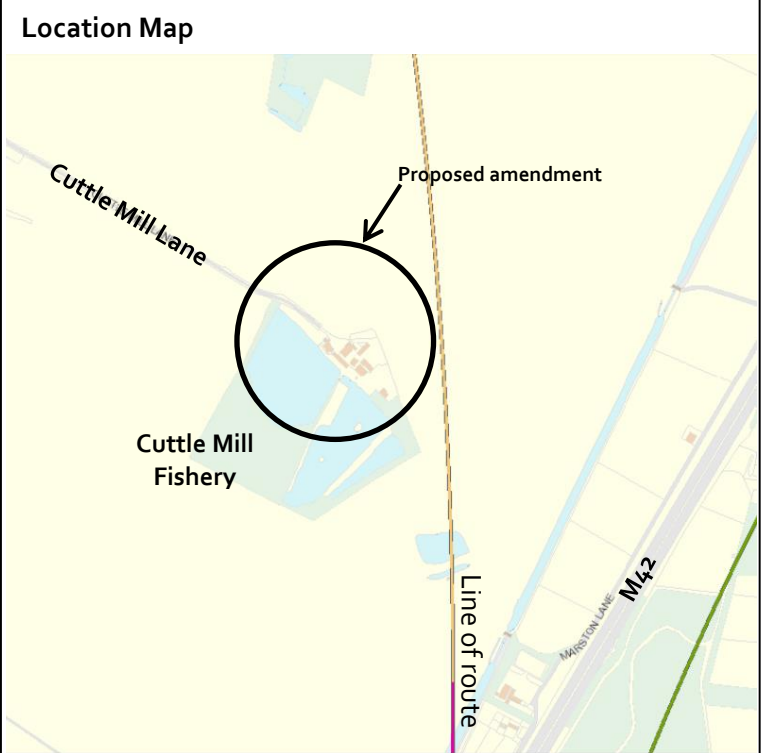 Location Map
Proposed amendment
Cuttle Mill Lane
Cuttle Mill
Fishery
Line of route
M42
MARSTON LANE